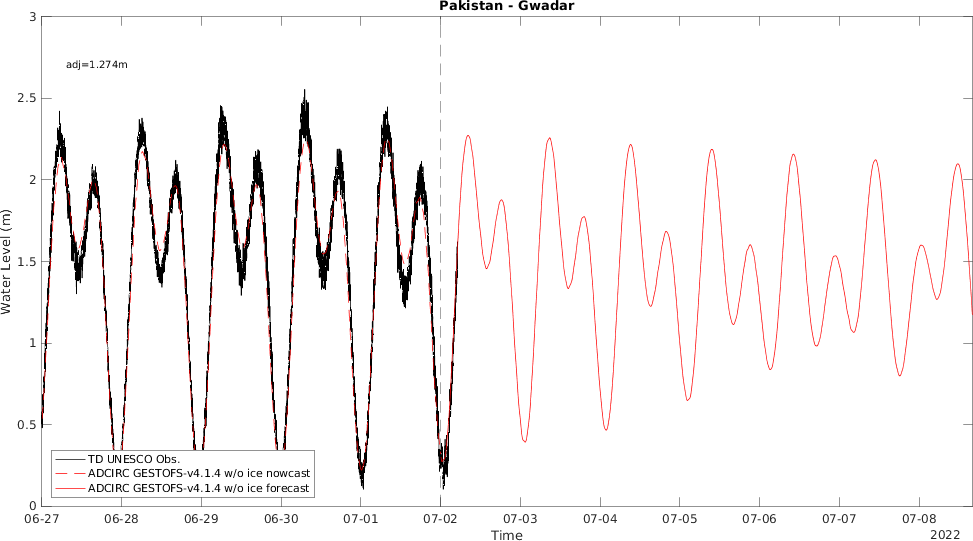 Pakistan - Gwadar
3
adj=1.274m
2.5
2
1.5
1
0.5
0
Water Level (m)
TD UNESCO Obs.
ADCIRC GESTOFS-v4.1.4 w/o ice nowcast
ADCIRC GESTOFS-v4.1.4 w/o ice forecast
06-27 06-28 06-29 06-30 07-01 07-02 07-03 07-04 07-05 07-06 07-07 07-08
Time
2022